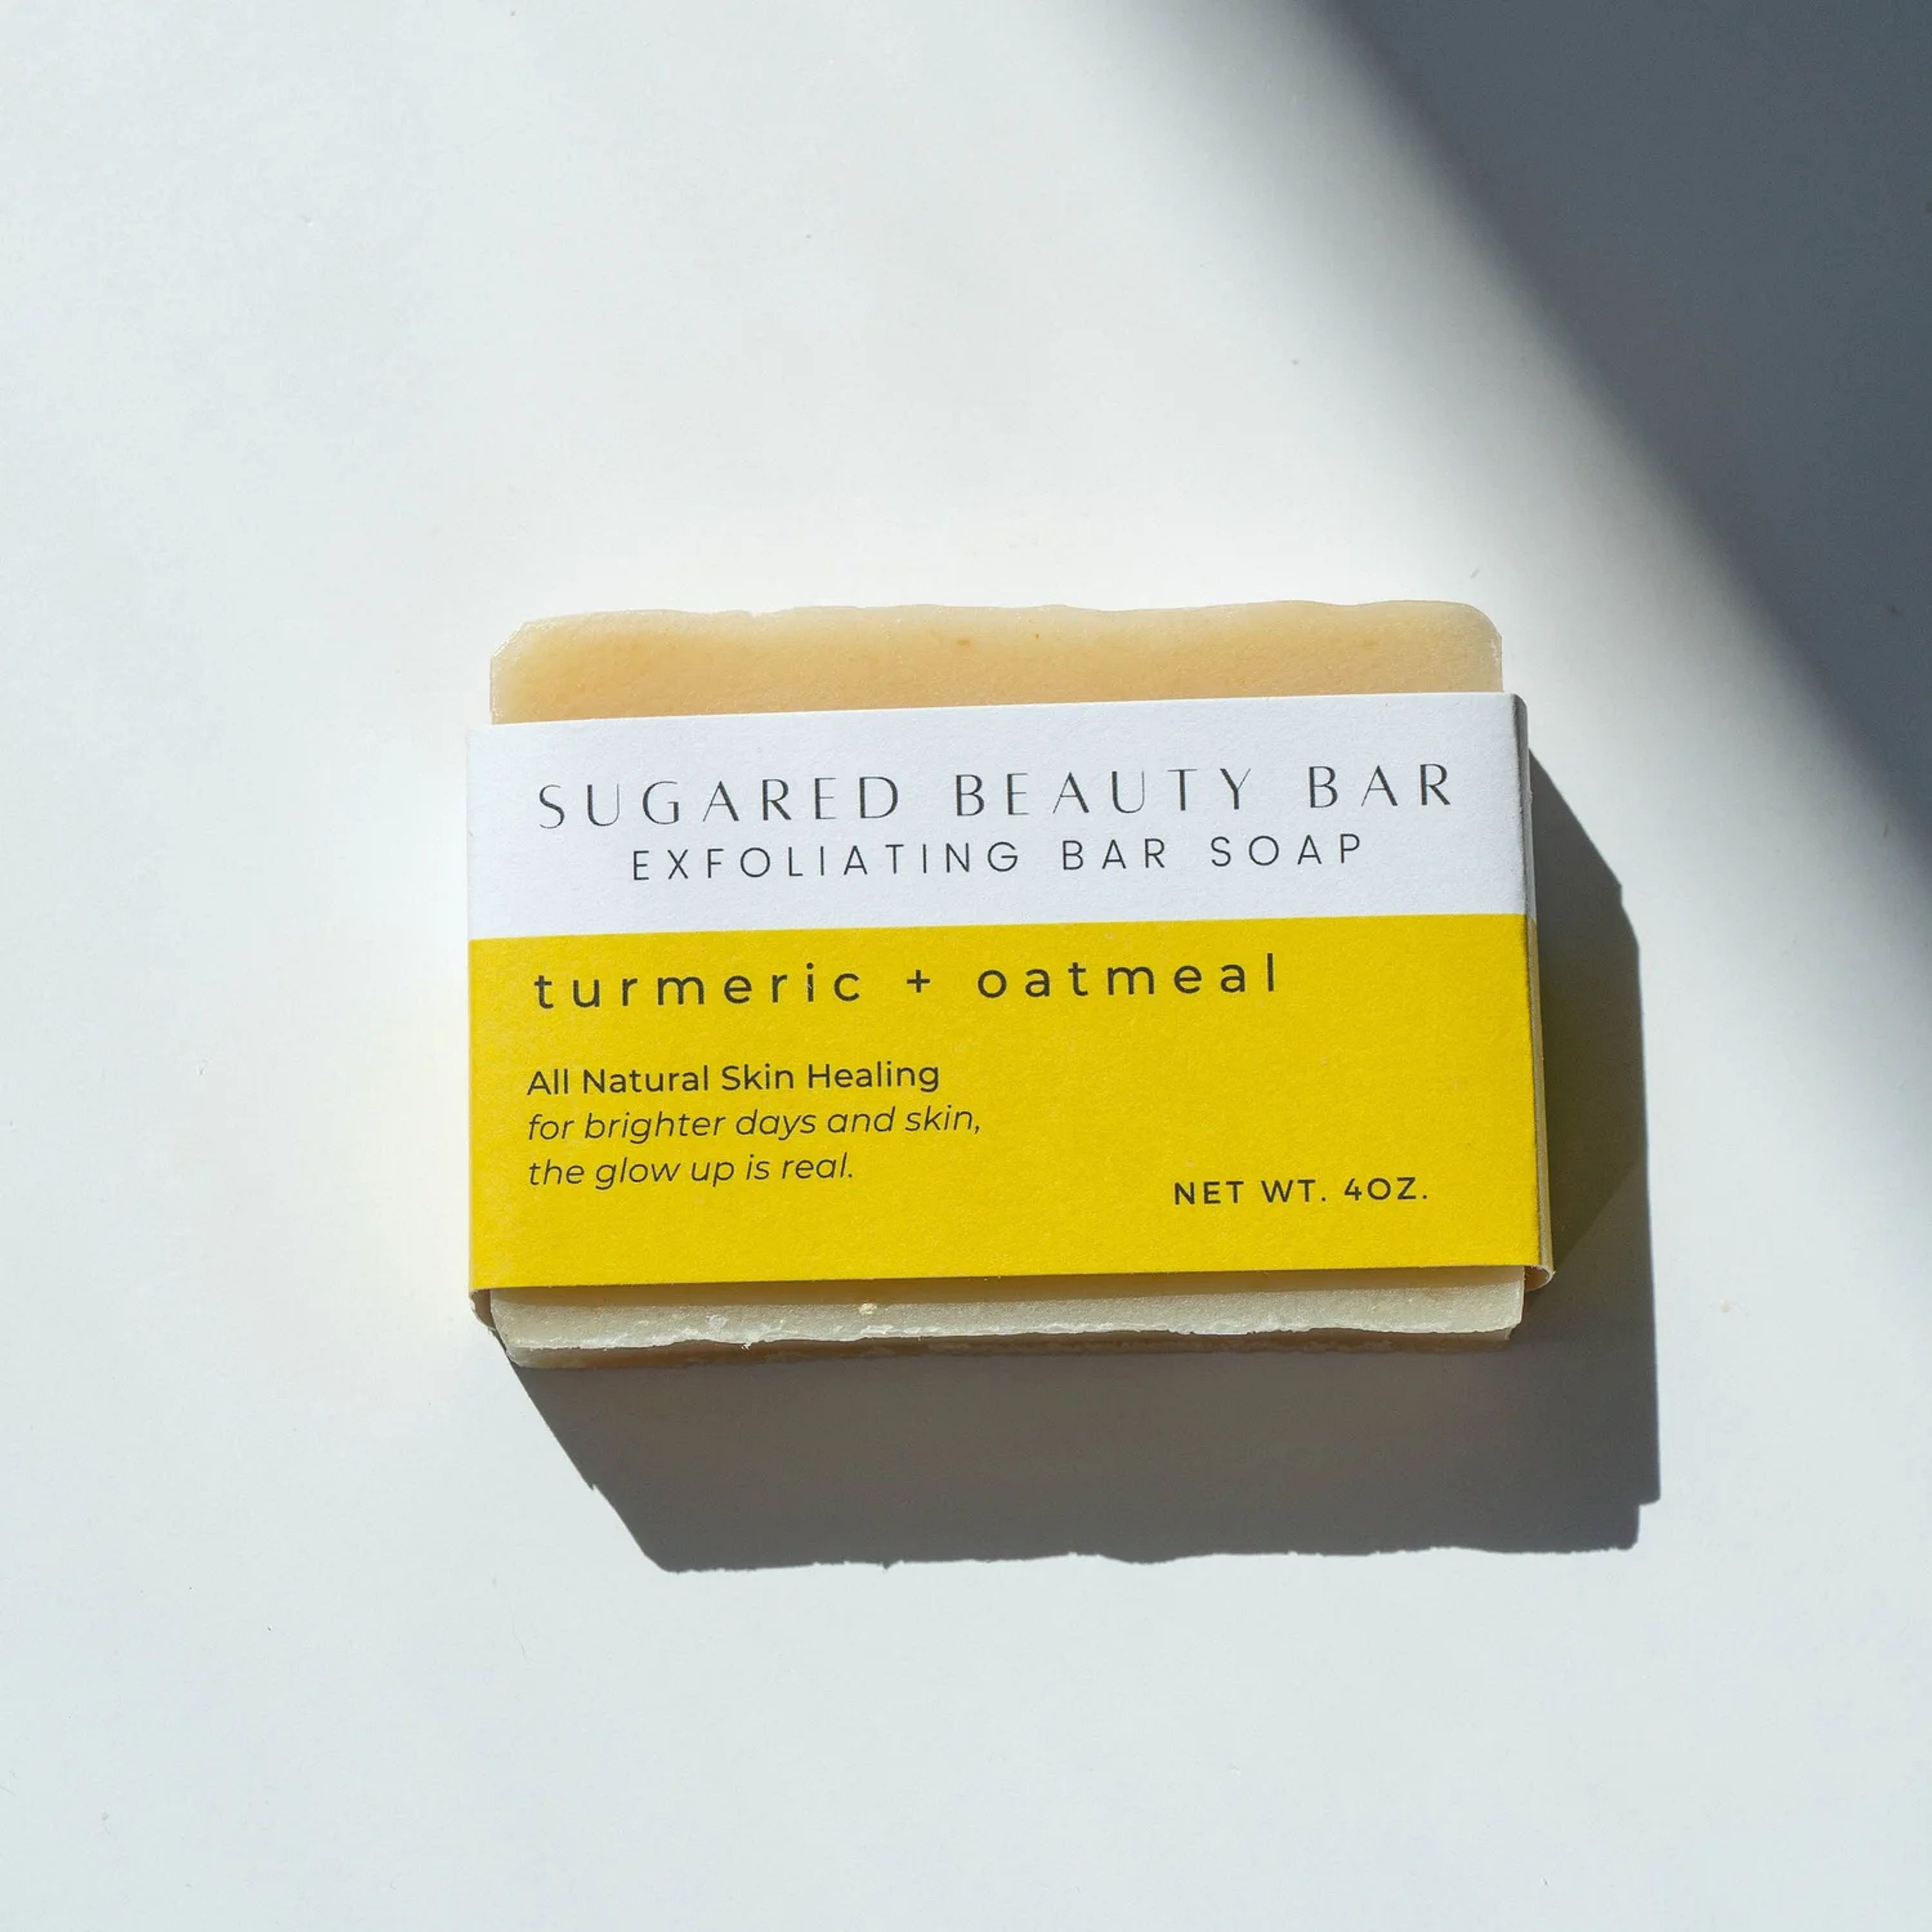 SUGARED BEAUTY BAR
EXFOLIATING BAR SOAP
turmeric + oatmeal
All Natural Skin Healing
for brighter days and skin,
the glow up is real.
NET WT. 4OZ.